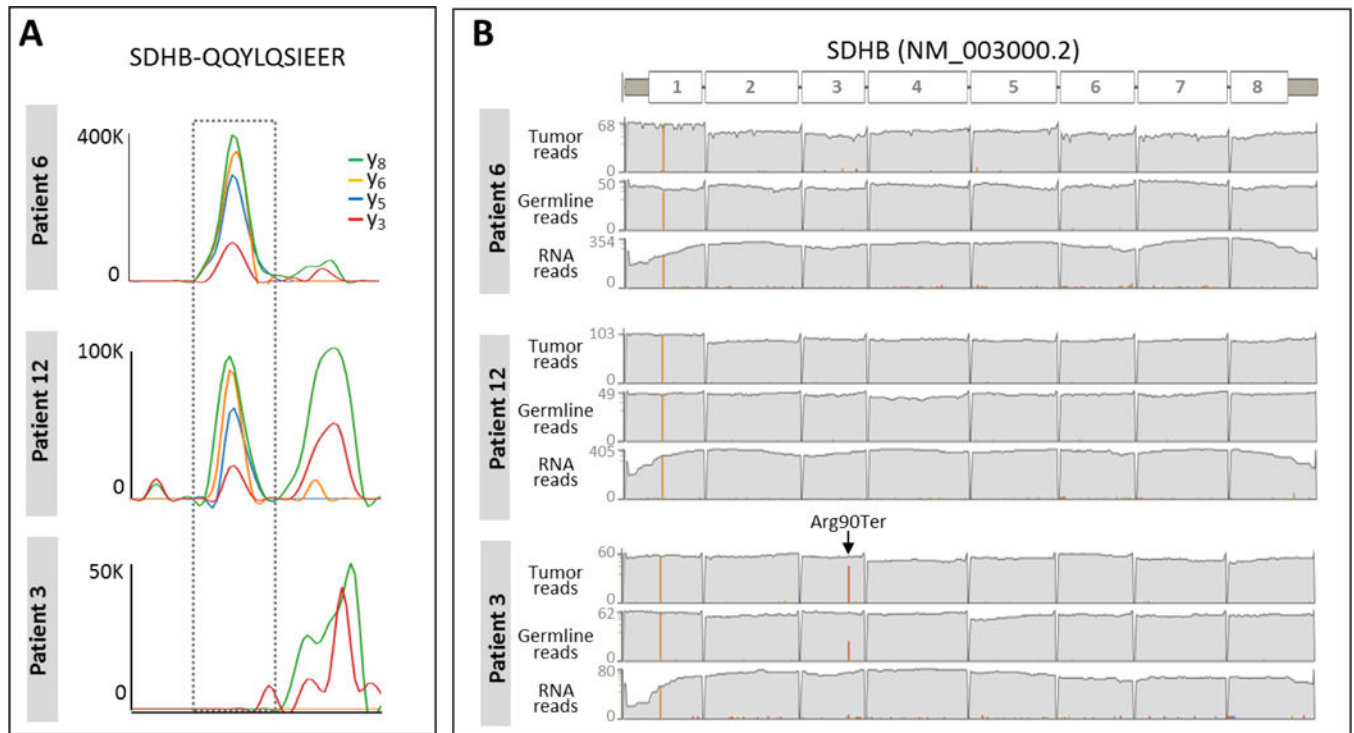 A
SDHB-QQYLQSIEER
Patient 6
400K
0
y8
y6
y5
y3
Patient 12
100K
0
Patient 3
50K
0
B
SDHB (NM_003000.2)
1 2 3 4 5 6 7 8
Patient 6
68
Tumor
reads
0
50
Germline
reads
0
354
RNA
reads
0
Patient 12
103
Tumor
reads
0
49
Germline
reads
0
405
RNA
reads
0
Arg90Ter
Patient 3
60
Tumor
reads
0
62
Germline
reads
0
80
RNA
reads
0